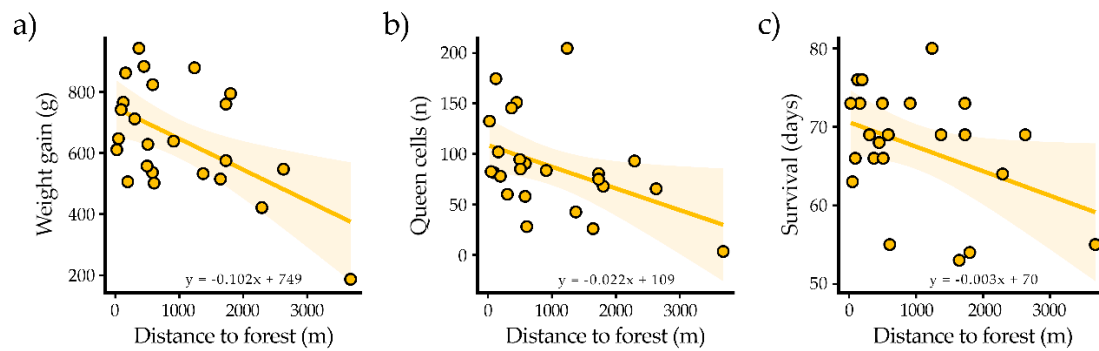 a)
Weight gain (g)
800
600
400
200
y = -0.102x + 749
0
1000
2000
3000
Distance to forest (m)
b)
Queen cells (n)
200
150
100
50
0
y = -0.022x + 109
0
1000
2000
3000
Distance to forest (m)
c)
Survival (days)
80
70
60
50
y = -0.003x + 70
0
1000
2000
3000
Distance to forest (m)